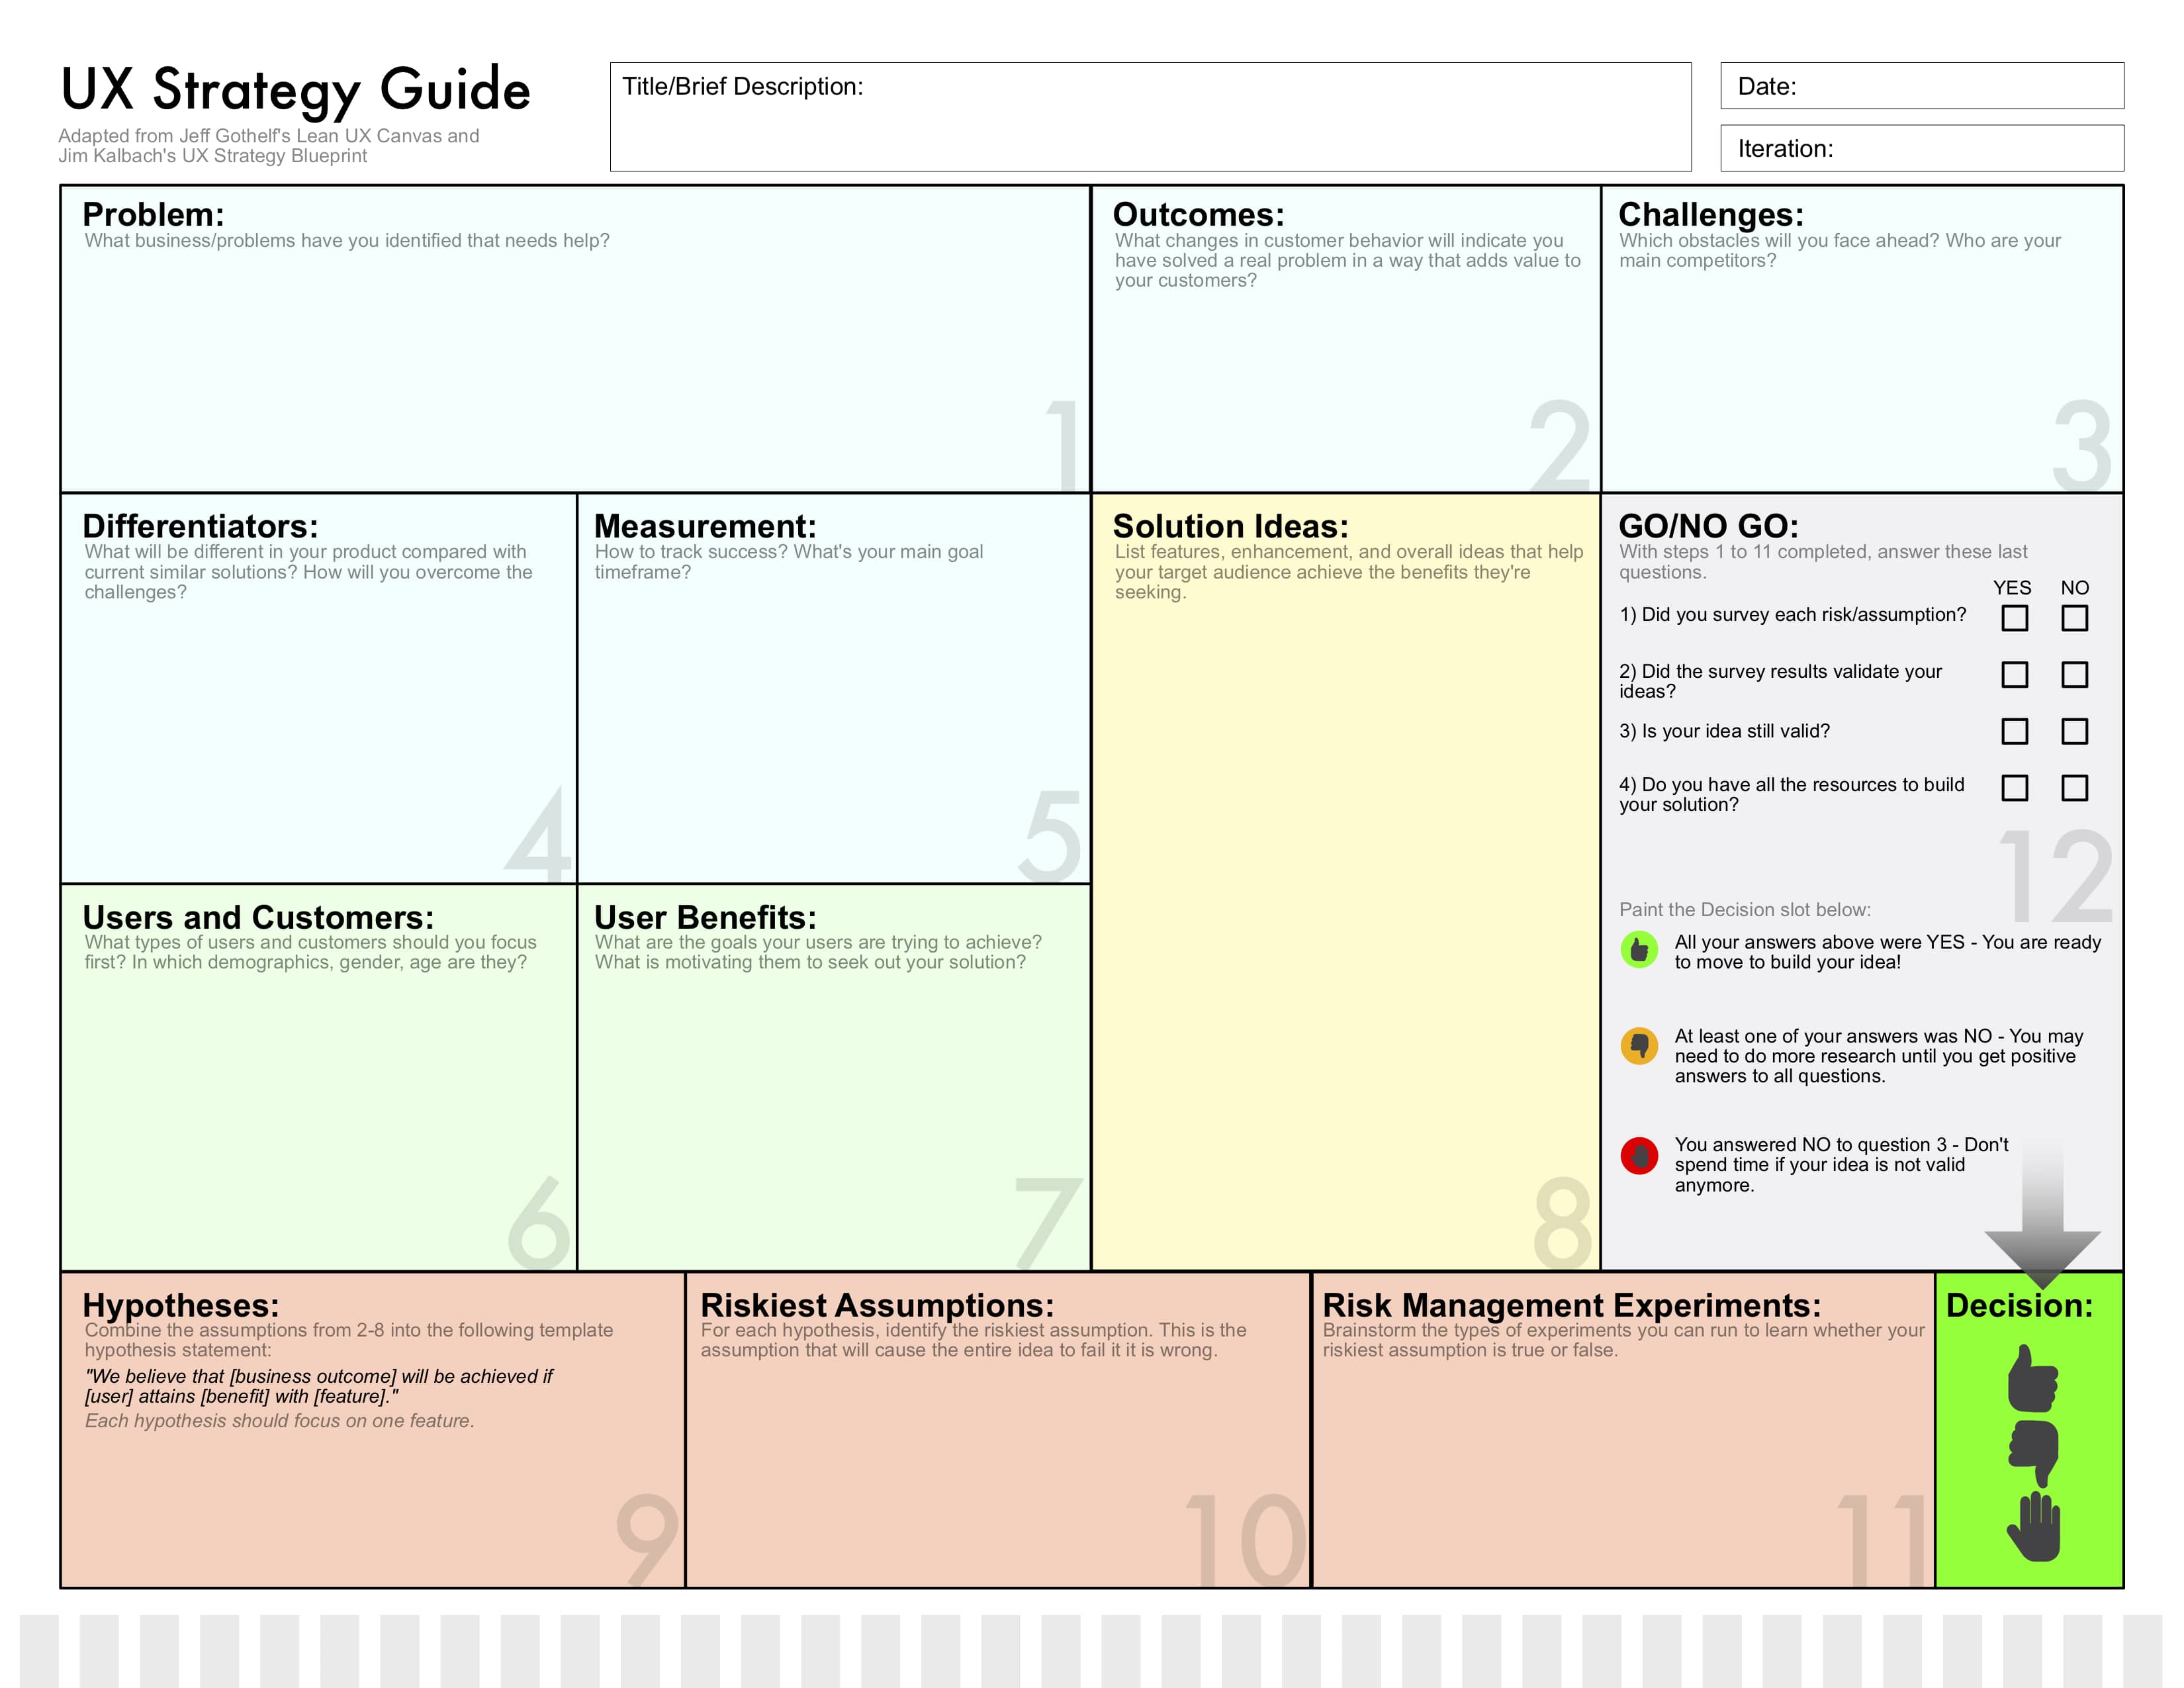 UX Strategy Guide
Adapted from Jeff Gothelf's Lean UX Canvas and
Jim Kalbach's UX Strategy Blueprint
Title/Brief Description:
Date:
Iteration:
Problem:
What business/problems have you identified that needs help?
1
Outcomes:
What changes in customer behavior will indicate you
have solved a real problem in a way that adds value to
your customers?
2
Challenges:
Which obstacles will you face ahead? Who are your
main competitors?
3
Differentiators:
What will be different in your product compared with
current similar solutions? How will you overcome the
challenges?
4
Measurement:
How to track success? What's your main goal
timeframe?
5
Users and Customers:
What types of users and customers should you focus
first? In which demographics, gender, age are they?
6
User Benefits:
What are the goals your users are trying to achieve?
What is motivating them to seek out your solution?
7
Solution Ideas:
List features, enhancement, and overall ideas that help
your target audience achieve the benefits they're
seeking.
8
GO/NO GO:
With steps 1 to 11 completed, answer these last
questions.
YES NO
1) Did you survey each risk/assumption?
2) Did the survey results validate your
ideas?
3) Is your idea still valid?
4) Do you have all the resources to build
your solution?
12
Paint the Decision slot below:
All your answers above were YES - You are ready
to move to build your idea!
At least one of your answers was NO - You may
need to do more research until you get positive
answers to all questions.
You answered NO to question 3 - Don't
spend time if your idea is not valid
anymore.
Hypotheses:
Combine the assumptions from 2-8 into the following template
hypothesis statement:
"We believe that [business outcome] will be achieved if
[user] attains [benefit] with [feature]."
Each hypothesis should focus on one feature.
9
Riskiest Assumptions:
For each hypothesis, identify the riskiest assumption. This is the
assumption that will cause the entire idea to fail it it is wrong.
10
Risk Management Experiments:
Brainstorm the types of experiments you can run to learn whether your
riskiest assumption is true or false.
11
Decision: